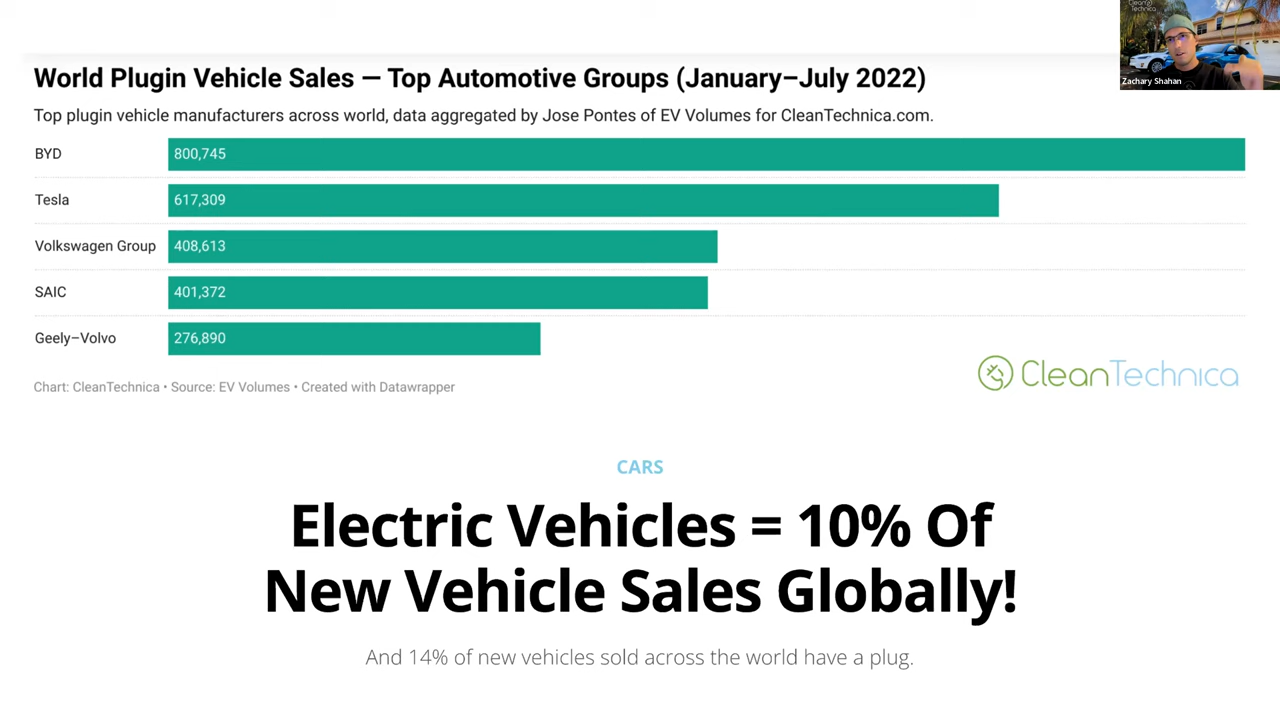 Clean
Technica
Zachary Shahan
World Plugin Vehicle Sales — Top Automotive Groups (January–July 2022)
Top plugin vehicle manufacturers across world, data aggregated by Jose Pontes of EV Volumes for CleanTechnica.com.
BYD 800,745
Tesla 617,309
Volkswagen Group 408,613
SAIC 401,372
Geely–Volvo 276,890
Chart: CleanTechnica • Source: EV Volumes • Created with Datawrapper
CleanTechnica
CARS
Electric Vehicles = 10% Of
New Vehicle Sales Globally!
And 14% of new vehicles sold across the world have a plug.